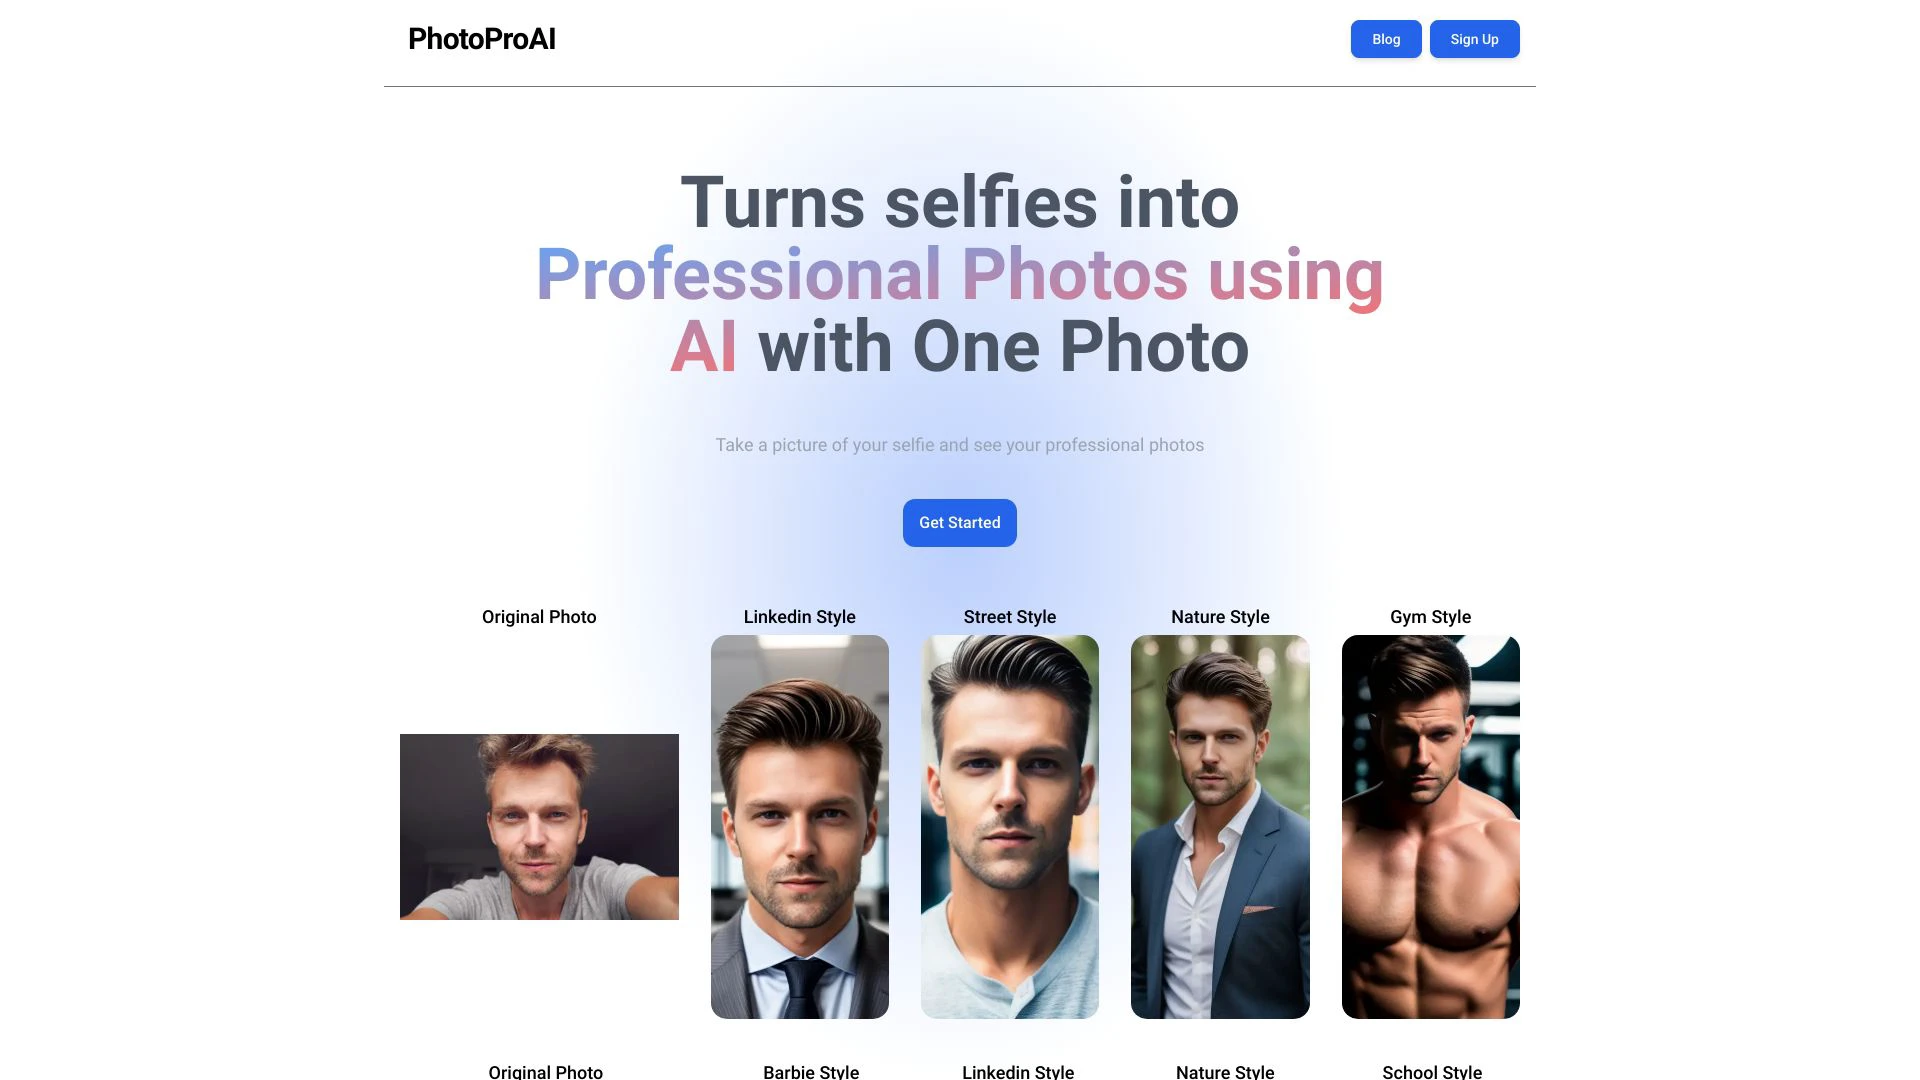 PhotoProAI
Blog
Sign Up
Turns selfies into
Professional Photos using
AI with One Photo
Take a picture of your selfie and see your professional photos
Get Started
Original Photo
Linkedin Style
Street Style
Nature Style
Gym Style
Original Photo
Barbie Style
Linkedin Style
Nature Style
School Style